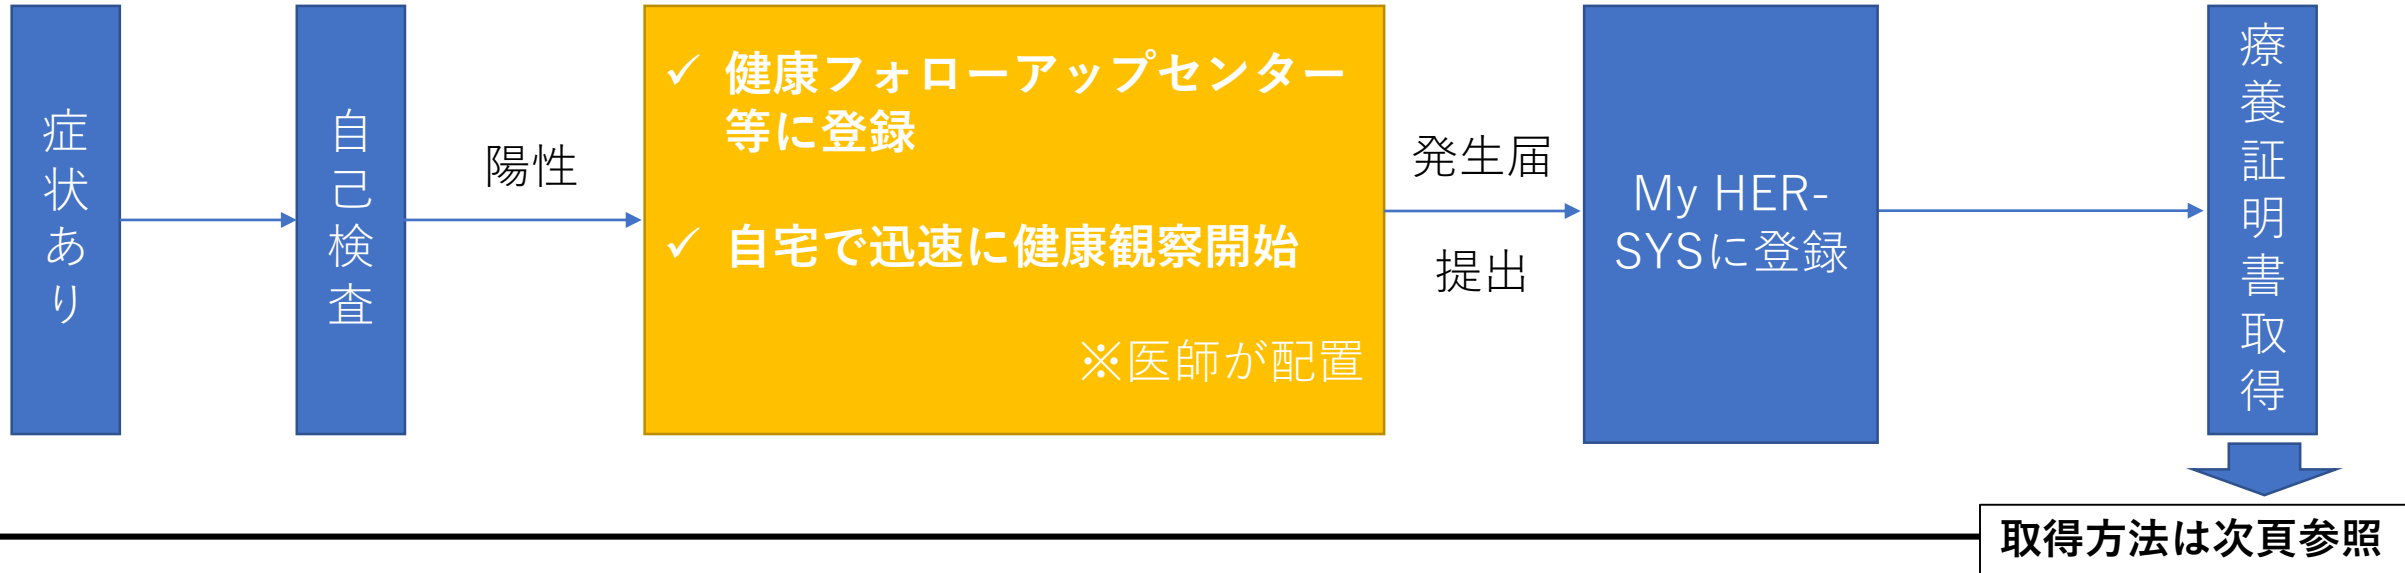 症状あり
自己検査
陽性
✓ 健康フォローアップセンター
等に登録
✓ 自宅で迅速に健康観察開始
※医師が配置
発生届
提出
My HER-
SYSに登録
療養証明書取得
取得方法は次頁参照